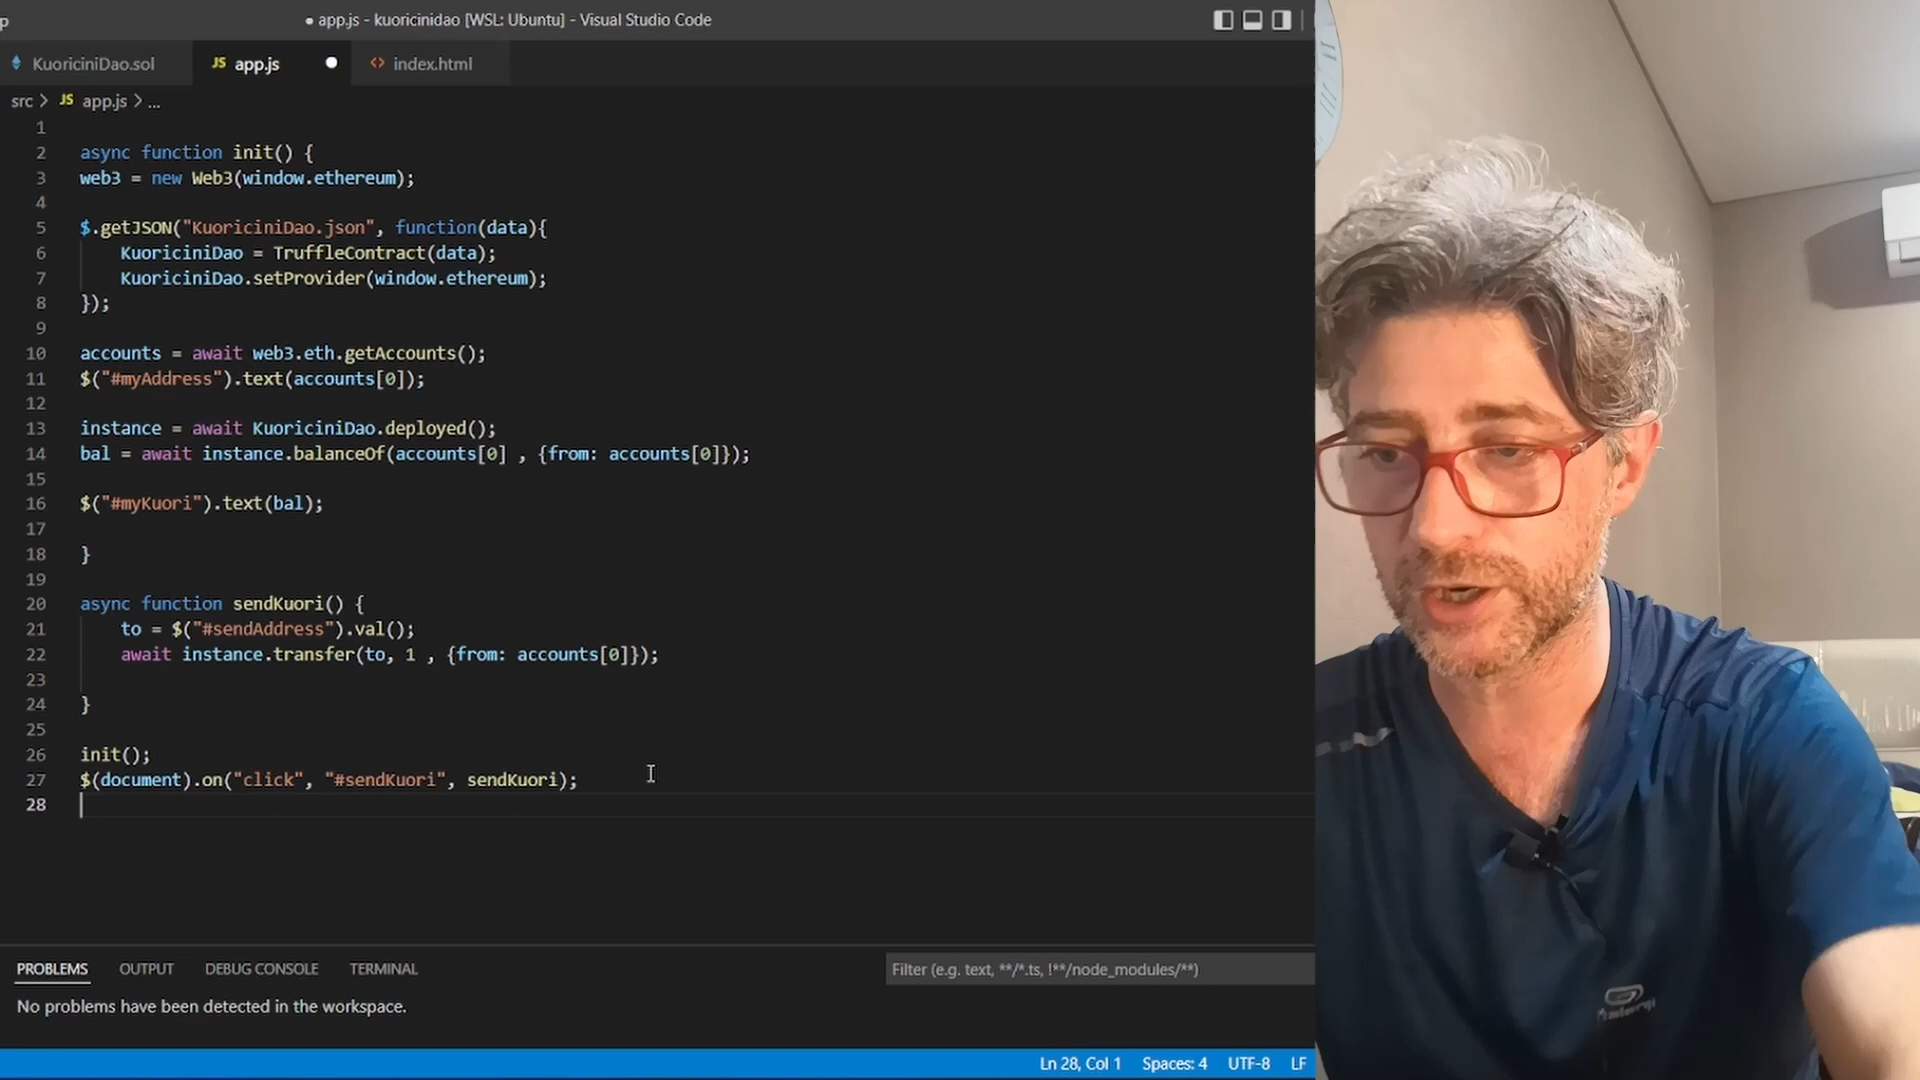 app.js - kuoricinidao [WSL: Ubuntu] - Visual Studio Code
KuoriciniDao.sol
JS app.js
<> index.html
src > JS app.js > ...
1
2 async function init() {
3 web3 = new Web3(window.ethereum);
4
5 $.getJSON("KuoriciniDao.json", function(data){
6 KuoriciniDao = TruffleContract(data);
7 KuoriciniDao.setProvider(window.ethereum);
8 });
9
10 accounts = await web3.eth.getAccounts();
11 $("#myAddress").text(accounts[0]);
12
13 instance = await KuoriciniDao.deployed();
14 bal = await instance.balanceOf(accounts[0] , {from: accounts[0]});
15
16 $("#myKuori").text(bal);
17
18 }
19
20 async function sendKuori() {
21 to = $("#sendAddress").val();
22 await instance.transfer(to, 1 , {from: accounts[0]});
23
24 }
25
26 init();
27 $(document).on("click", "#sendKuori", sendKuori);
28
PROBLEMS OUTPUT DEBUG CONSOLE TERMINAL
Filter (e.g. text, **/*.ts, !**/node_modules/**)
No problems have been detected in the workspace.
Ln 28, Col 1 Spaces: 4 UTF-8 LF